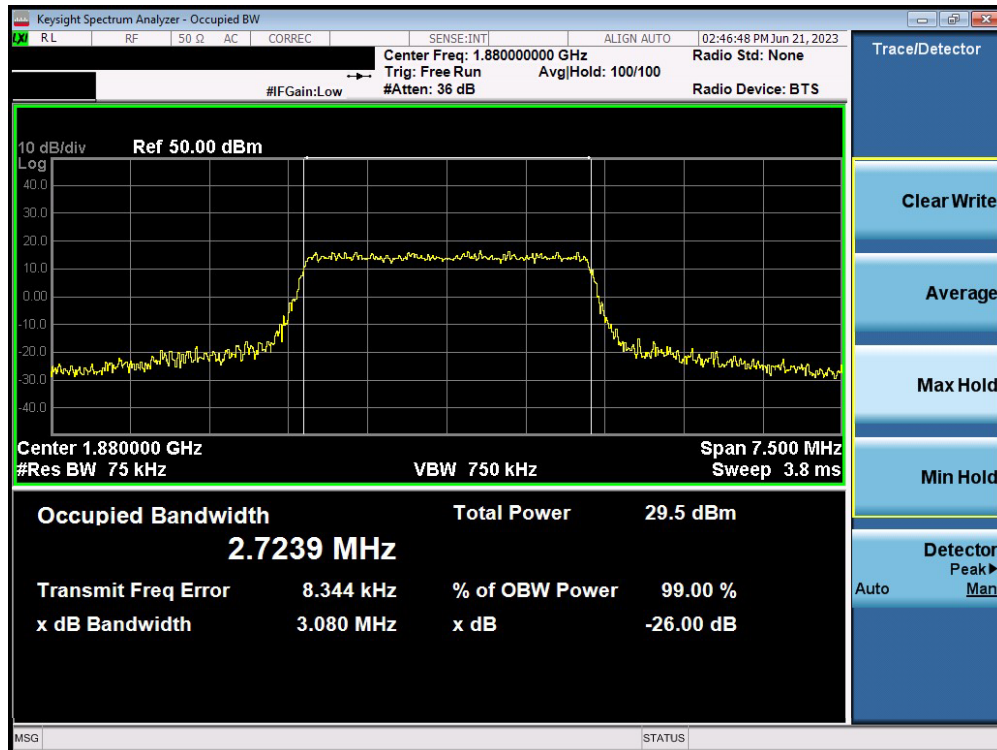 Keysight Spectrum Analyzer - Occupied BW
LXI RL RF 50 Ω AC CORREC SENSE:INT ALIGN AUTO 02:46:48 PM Jun 21, 2023
Center Freq: 1.880000000 GHz Radio Std: None
Trig: Free Run Avg|Hold: 100/100
#IFGain:Low #Atten: 36 dB Radio Device: BTS
10 dB/div Ref 50.00 dBm
Log
40.0
30.0
20.0
10.0
0.00
-10.0
-20.0
-30.0
-40.0
Center 1.880000 GHz Span 7.500 MHz
#Res BW 75 kHz VBW 750 kHz Sweep 3.8 ms
Occupied Bandwidth Total Power 29.5 dBm
2.7239 MHz
Transmit Freq Error 8.344 kHz % of OBW Power 99.00 %
x dB Bandwidth 3.080 MHz x dB -26.00 dB
MSG STATUS
Trace/Detector
Clear Write
Average
Max Hold
Min Hold
Detector
Peak▶
Auto Man